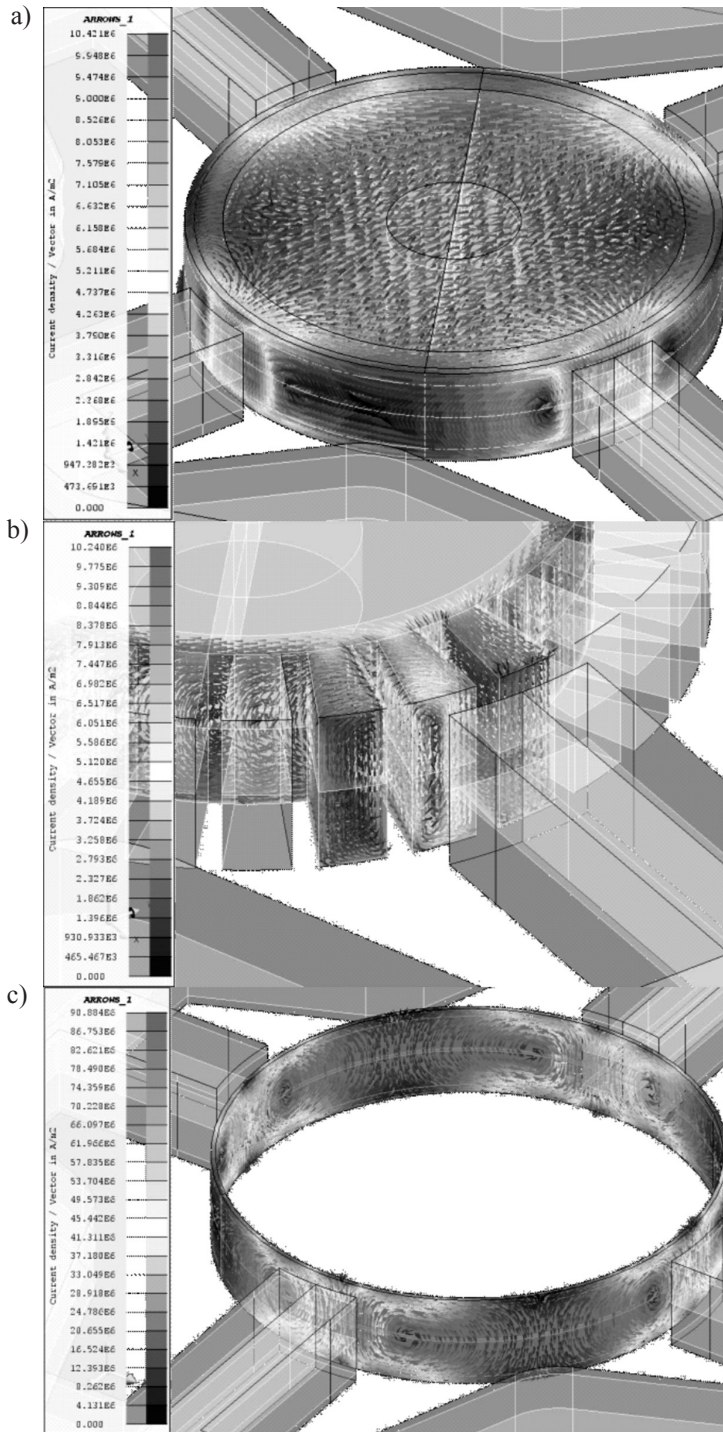 a)
ARROWS_1
Current density / Vector in A/m2
10.421E6
9.948E6
9.474E6
9.000E6
8.526E6
8.053E6
7.579E6
7.105E6
6.632E6
6.158E6
5.684E6
5.211E6
4.737E6
4.263E6
3.790E6
3.316E6
2.842E6
2.368E6
1.895E6
1.421E6
947.382E3
473.691E3
0.000
X
b)
ARROWS_1
Current density / Vector in A/m2
10.240E6
9.775E6
9.309E6
8.844E6
8.378E6
7.913E6
7.447E6
6.982E6
6.517E6
6.051E6
5.586E6
5.120E6
4.655E6
4.189E6
3.724E6
3.258E6
2.793E6
2.327E6
1.862E6
1.396E6
930.933E3
465.467E3
0.000
X
c)
ARROWS_1
Current density / Vector in A/m2
90.884E6
86.753E6
82.621E6
78.490E6
74.359E6
70.228E6
66.097E6
61.966E6
57.835E6
53.704E6
49.573E6
45.442E6
41.311E6
37.180E6
33.049E6
28.918E6
24.786E6
20.655E6
16.524E6
12.393E6
8.262E6
4.131E6
0.000